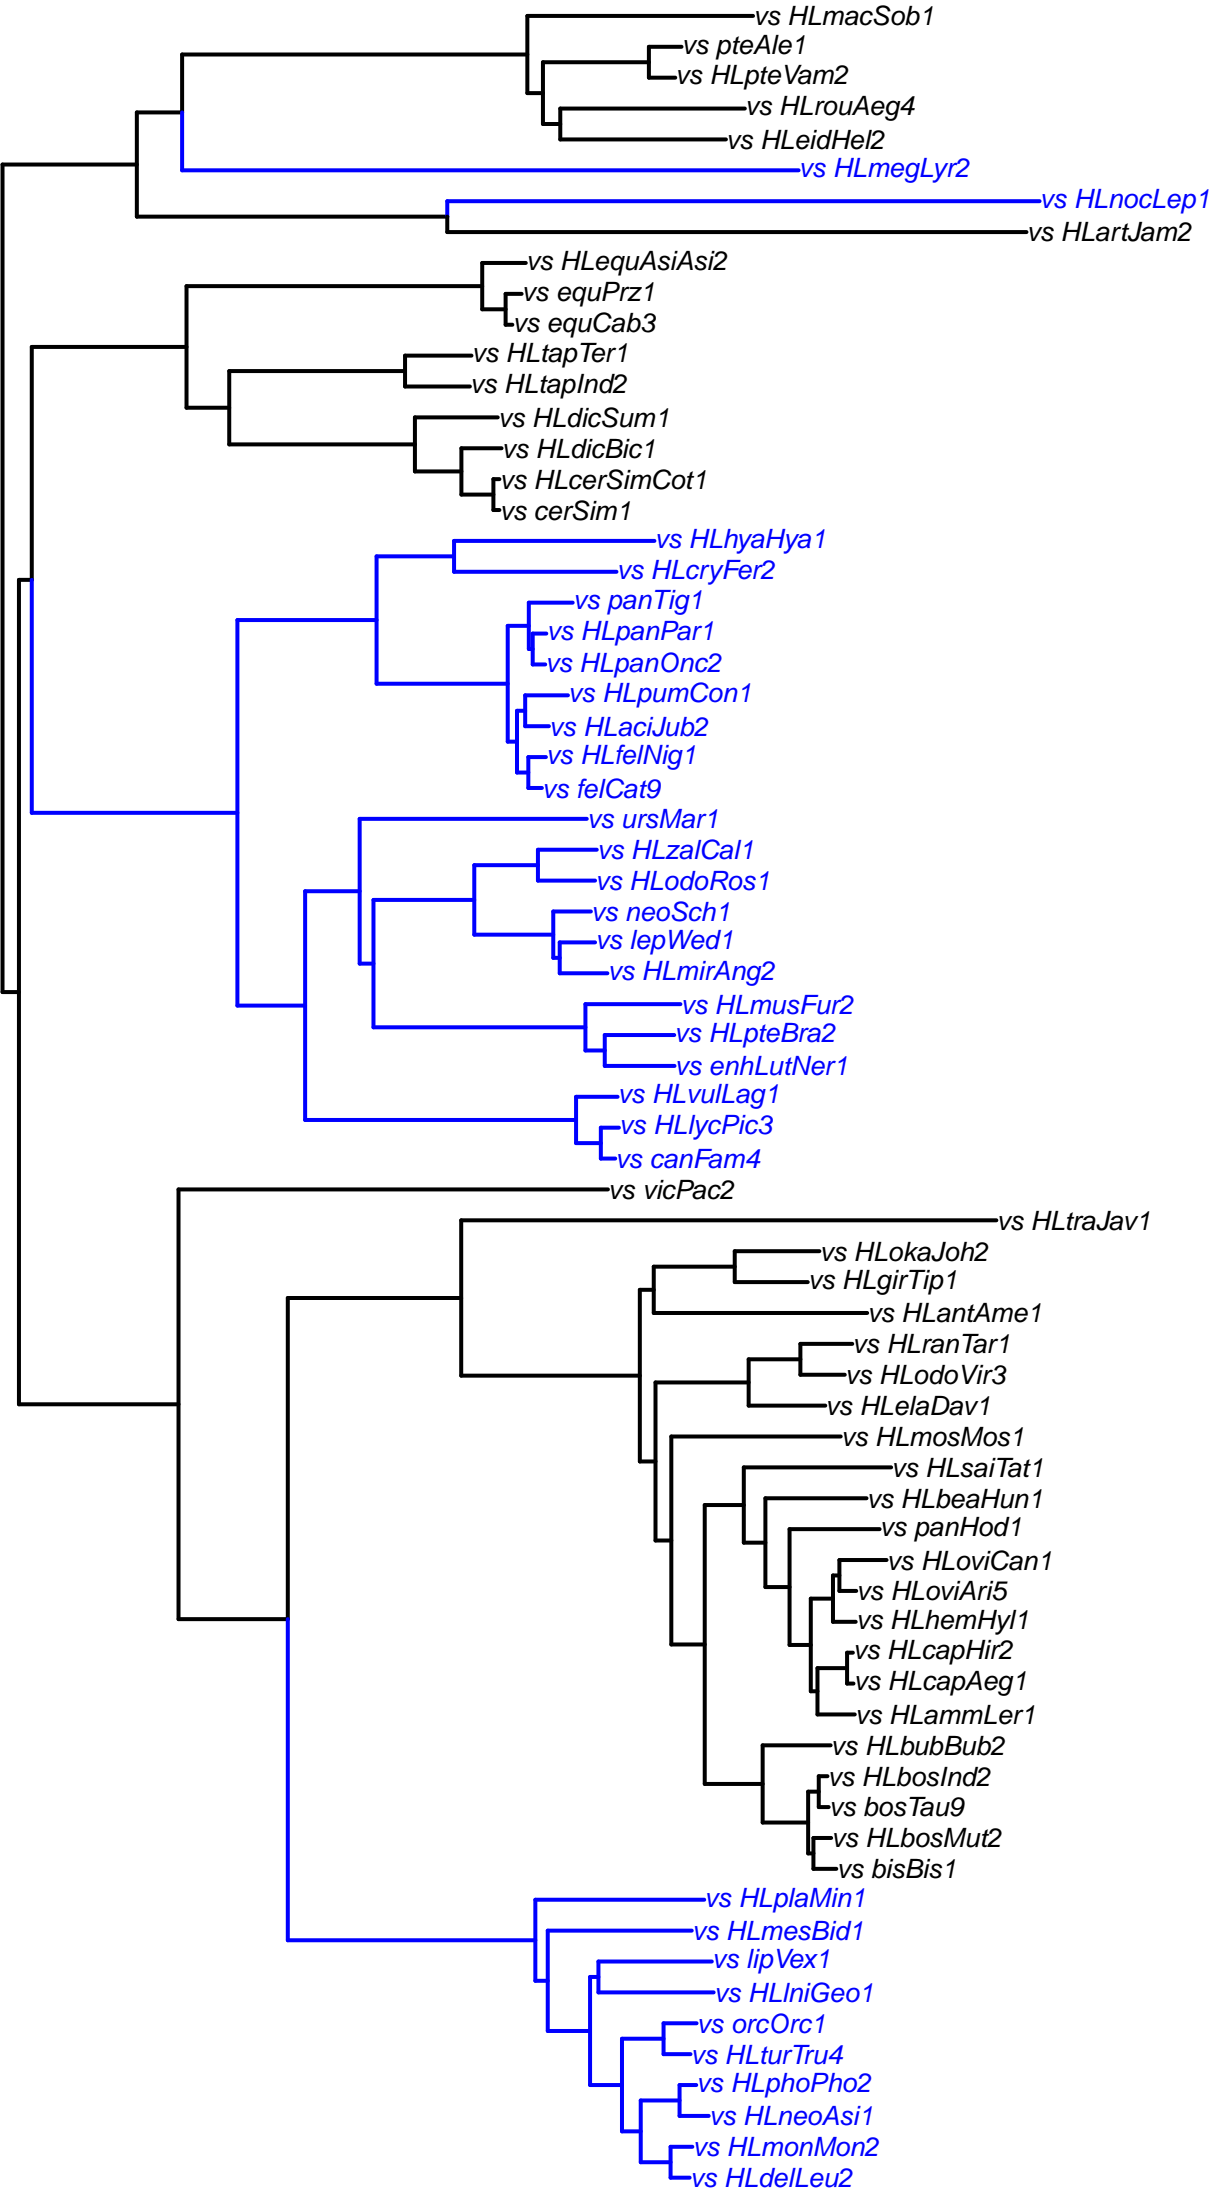 vs HLmacSob1
vs pteAle1
vs HLpteVam2
vs HLrouAeg4
vs HLeidHel2
vs HLmegLyr2
vs HLnocLep1
vs HLartJam2
vs HLequAsiAsi2
vs equPrz1
vs equCab3
vs HLtapTer1
vs HLtapInd2
vs HLdicSum1
vs HLdicBic1
vs HLcerSimCot1
vs cerSim1
vs HLhyaHya1
vs HLcryFer2
vs panTig1
vs HLpanPar1
vs HLpanOnc2
vs HLpumCon1
vs HLaciJub2
vs HLfelNig1
vs felCat9
vs ursMar1
vs HLzalCal1
vs HLodoRos1
vs neoSch1
vs lepWed1
vs HLmirAng2
vs HLmusFur2
vs HLpteBra2
vs enhLutNer1
vs HLvulLag1
vs HLlycPic3
vs canFam4
vs vicPac2
vs HLtraJav1
vs HLokaJoh2
vs HLgirTip1
vs HLantAme1
vs HLranTar1
vs HLodoVir3
vs HLelaDav1
vs HLmosMos1
vs HLsaiTat1
vs HLbeaHun1
vs panHod1
vs HLoviCan1
vs HLoviAri5
vs HLhemHyl1
vs HLcapHir2
vs HLcapAeg1
vs HLammLer1
vs HLbubBub2
vs HLbosInd2
vs bosTau9
vs HLbosMut2
vs bisBis1
vs HLplaMin1
vs HLmesBid1
vs lipVex1
vs HLIniGeo1
vs orcOrc1
vs HLturTru4
vs HLphoPho2
vs HLneoAsi1
vs HLmonMon2
vs HLdelLeu2